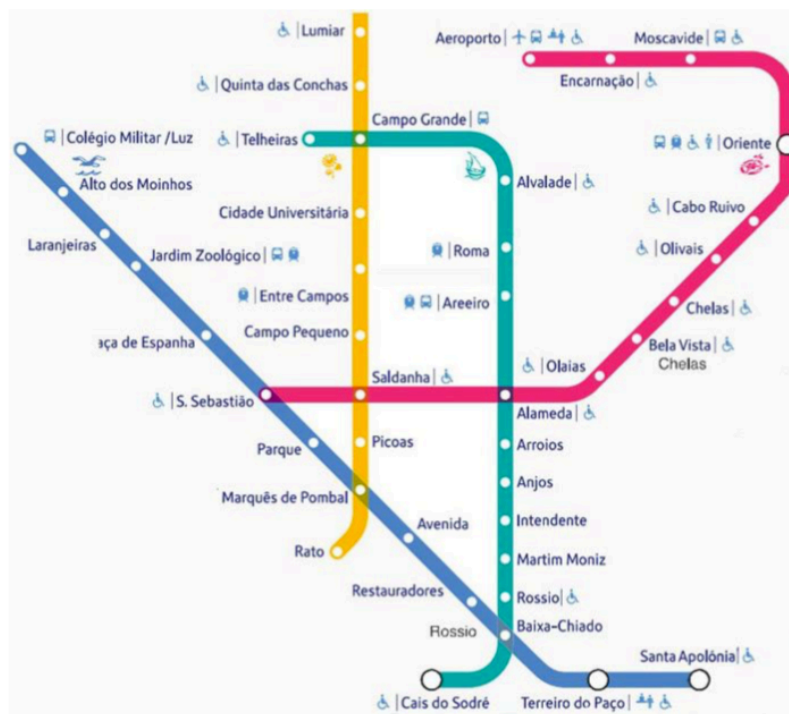 Lumiar
Aeroporto
Moscavide
Quinta das Conchas
Encarnação
Campo Grande
Colégio Militar /Luz
Telheiras
Oriente
Alto dos Moinhos
Alvalade
Cidade Universitária
Cabo Ruivo
Laranjeiras
Jardim Zoológico
Roma
Olivais
Entre Campos
Areeiro
Chelas
Campo Pequeno
aça de Espanha
Bela Vista
Chelas
Olaias
Saldanha
S. Sebastião
Alameda
Parque
Picoas
Arroios
Anjos
Marquês de Pombal
Avenida
Intendente
Rato
Martim Moniz
Restauradores
Rossio
Rossio
Baixa-Chiado
Santa Apolónia
Cais do Sodré
Terreiro do Paço